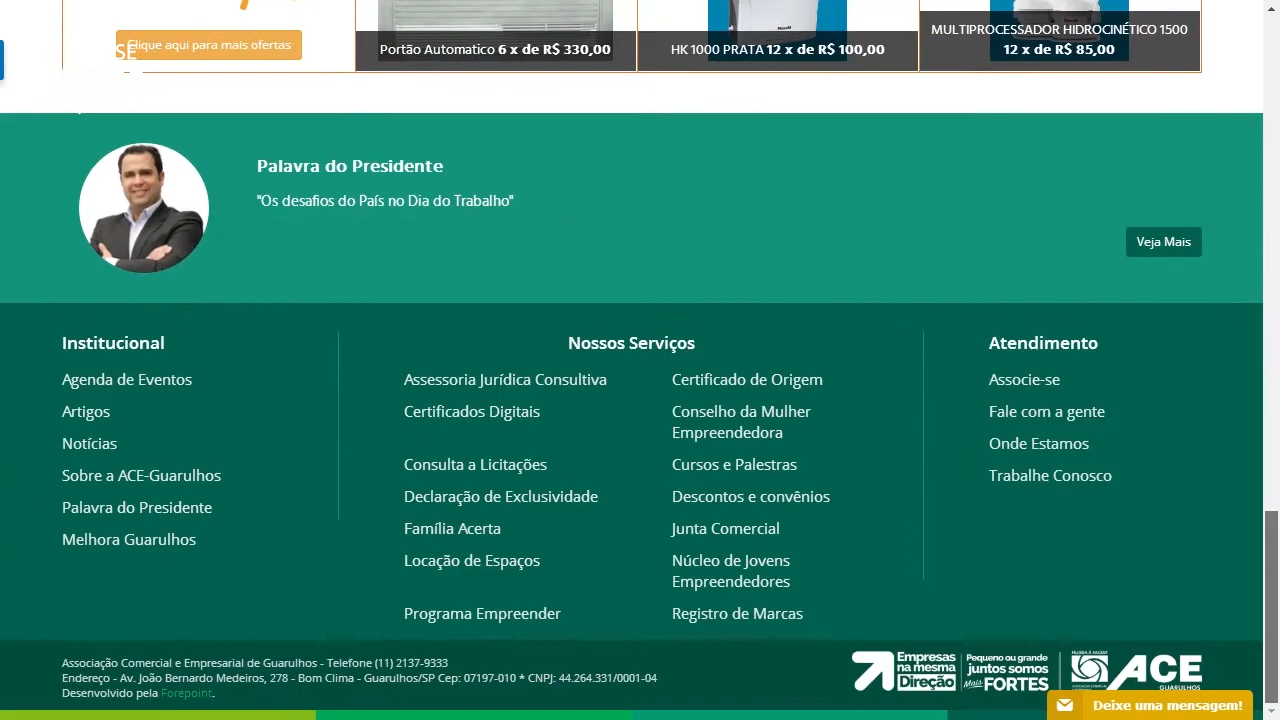 SE
Clique aqui para mais ofertas
Portão Automatico 6 x de R$ 330,00
HK 1000 PRATA 12 x de R$ 100,00
MULTIPROCESSADOR HIDROCINÉTICO 1500
12 x de R$ 85,00
Palavra do Presidente
"Os desafios do País no Dia do Trabalho"
Veja Mais
Institucional
Agenda de Eventos
Artigos
Notícias
Sobre a ACE-Guarulhos
Palavra do Presidente
Melhora Guarulhos
Nossos Serviços
Assessoria Jurídica Consultiva
Certificado de Origem
Certificados Digitais
Conselho da Mulher
Empreendedora
Consulta a Licitações
Cursos e Palestras
Declaração de Exclusividade
Descontos e convênios
Família Acerta
Junta Comercial
Locação de Espaços
Núcleo de Jovens
Empreendedores
Programa Empreender
Registro de Marcas
Atendimento
Associe-se
Fale com a gente
Onde Estamos
Trabalhe Conosco
Associação Comercial e Empresarial de Guarulhos - Telefone (11) 2137-9333
Endereço - Av. João Bernardo Medeiros, 278 - Bom Clima - Guarulhos/SP Cep: 07197-010 * CNPJ: 44.264.331/0001-04
Desenvolvido pela Forepoint.
Empresas
na mesma
Direção
Pequeno ou grande
juntos somos
Mais FORTES
FILIADA À FACESP
ACE
GUARULHOS
Deixe uma mensagem!